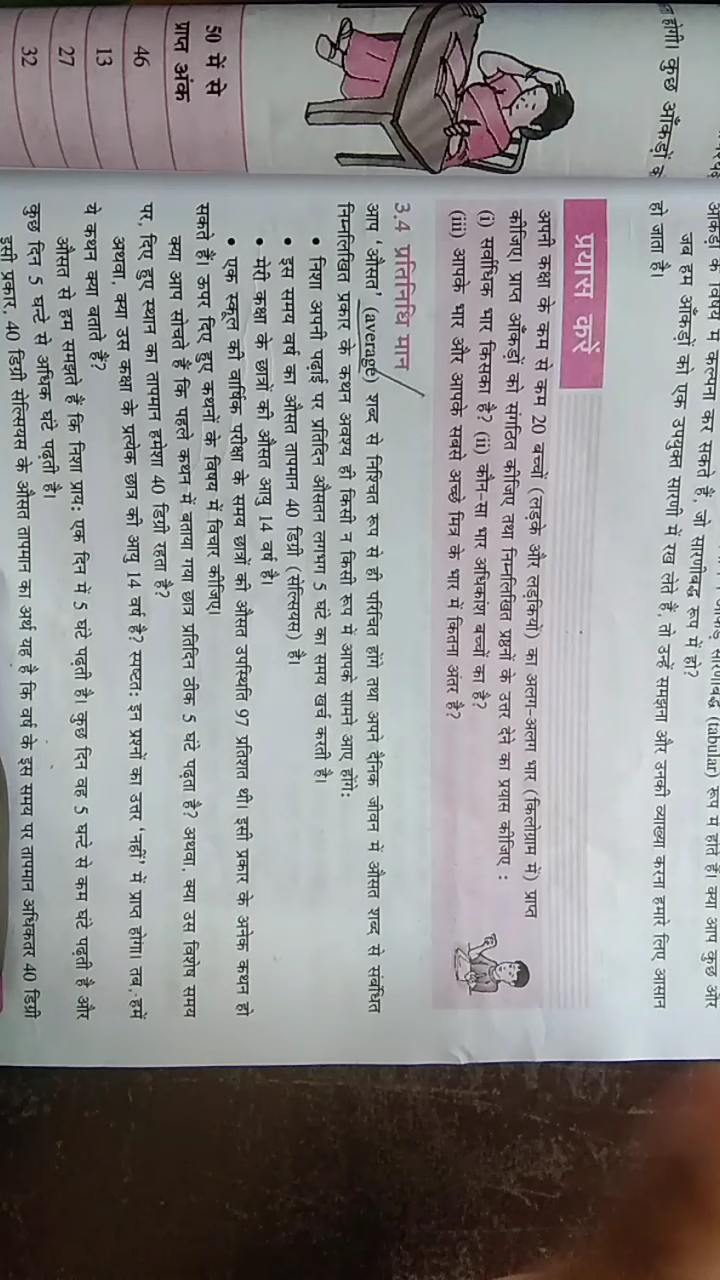 होगी। कुछ आँकड़ों
50 में से
प्राप्त अंक
46
13
27
32
आँकड़ों के विषय में कल्पना कर सकते हैं, जो सारणीबद्ध रूप में हों?
जब हम आँकड़ों को एक उपयुक्त सारणी में रख लेते हैं, तो उन्हें समझना और उनकी व्याख्या करना हमारे लिए आसान
हो जाता है।
प्रयास करें
अपनी कक्षा के कम से कम 20 बच्चों (लड़के और लड़कियों) का अलग-अलग भार (किलोग्राम में) प्राप्त
कीजिए। प्राप्त आँकड़ों को संगठित कीजिए तथा निम्नलिखित प्रश्नों के उत्तर देने का प्रयास कीजिए :
(i) सर्वाधिक भार किसका है? (ii) कौन-सा भार अधिकांश बच्चों का है?
(iii) आपके भार और आपके सबसे अच्छे मित्र के भार में कितना अंतर है?
3.4 प्रतिनिधि मान
आप ‘औसत’ (average) शब्द से निश्चित रूप से ही परिचित होंगे तथा अपने दैनिक जीवन में औसत शब्द से संबंधित
निम्नलिखित प्रकार के कथन अवश्य ही किसी न किसी रूप में आपके सामने आए होंगे:
• निशा अपनी पढ़ाई पर प्रतिदिन औसतन लगभग 5 घंटे का समय खर्च करती है।
• इस समय वर्ष का औसत तापमान 40 डिग्री (सेल्सियस) है।
• मेरी कक्षा के छात्रों की औसत आयु 14 वर्ष है।
• एक स्कूल की वार्षिक परीक्षा के समय छात्रों की औसत उपस्थिति 97 प्रतिशत थी। इसी प्रकार के अनेक कथन हो
सकते हैं। ऊपर दिए हुए कथनों के विषय में विचार कीजिए।
क्या आप सोचते हैं कि पहले कथन में बताया गया छात्र प्रतिदिन ठीक 5 घंटे पढ़ता है? अथवा, क्या उस विशेष समय
पर, दिए हुए स्थान का तापमान हमेशा 40 डिग्री रहता है?
अथवा, क्या उस कक्षा के प्रत्येक छात्र की आयु 14 वर्ष है? स्पष्टत: इन प्रश्नों का उत्तर ‘नहीं’ में प्राप्त होगा। तब, हमें
ये कथन क्या बताते हैं?
औसत से हम समझते हैं कि निशा प्राय: एक दिन में 5 घंटे पढ़ती है। कुछ दिन वह 5 घन्टे से कम घंटे पढ़ती है और
कुछ दिन 5 घन्टे से अधिक घंटे पढ़ती है।
इसी प्रकार, 40 डिग्री सेल्सियस के औसत तापमान का अर्थ यह है कि वर्ष के इस समय पर तापमान अधिकतर 40 डिग्री